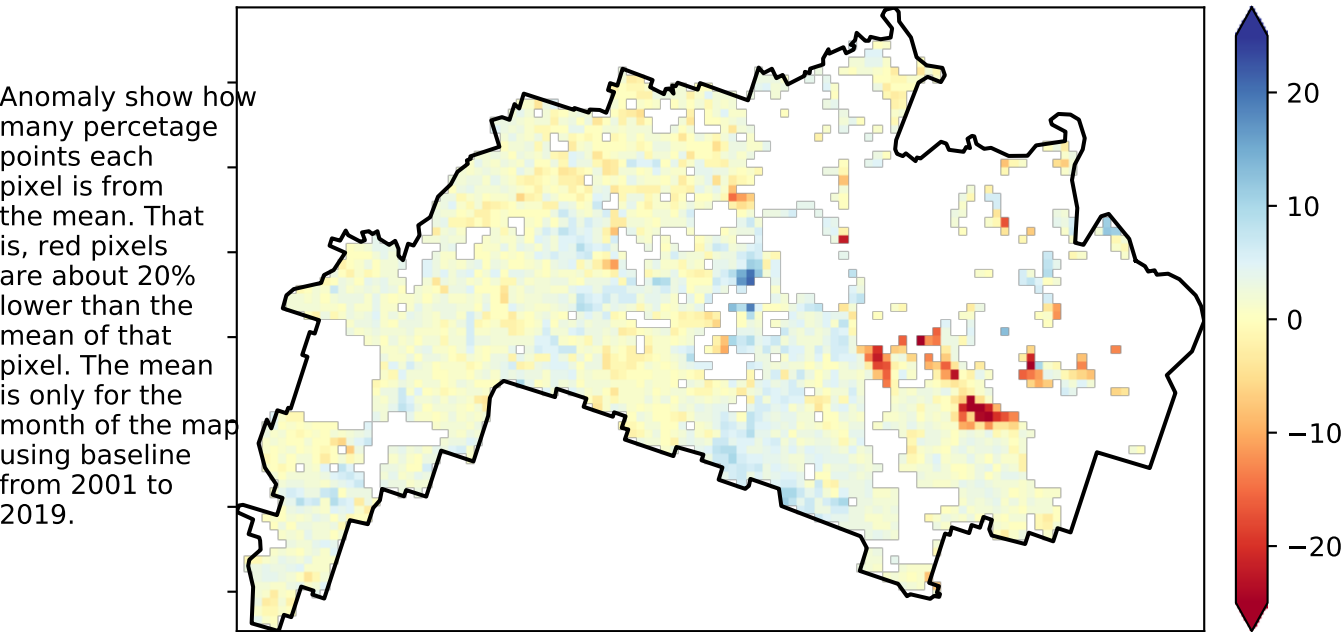 Anomaly show how
many percetage
points each
pixel is from
the mean. That
is, red pixels
are about 20%
lower than the
mean of that
pixel. The mean
is only for the
month of the map
using baseline
from 2001 to
2019.
20
10
0
−10
−20